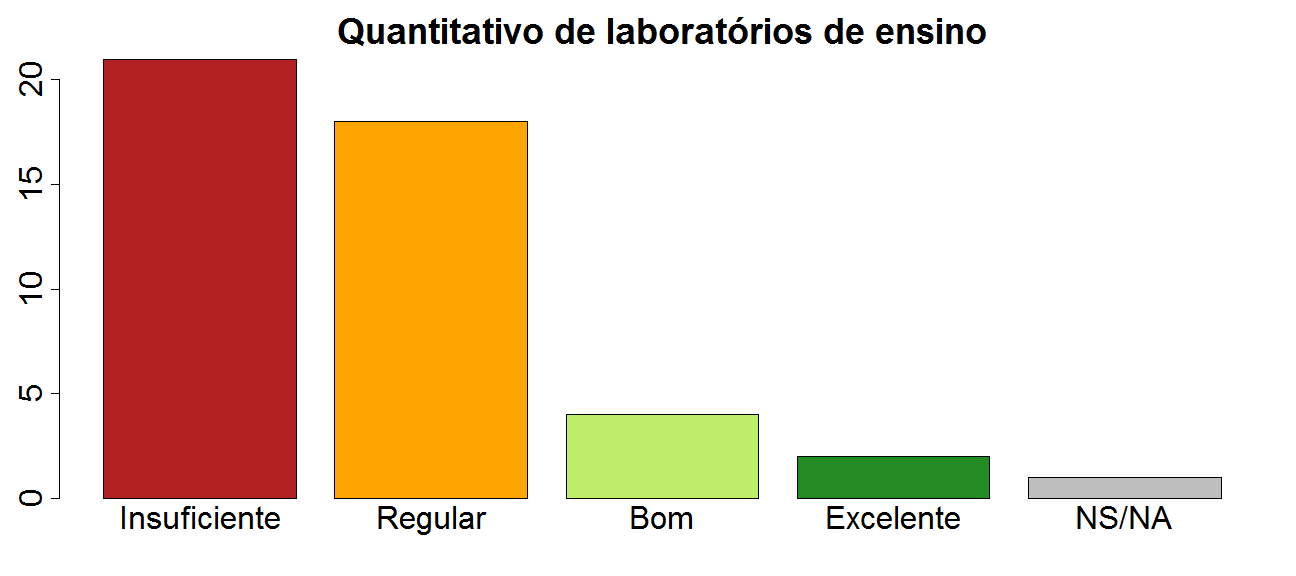 Quantitativo de laboratórios de ensino
20
15
10
5
0
Insuficiente Regular Bom Excelente NS/NA